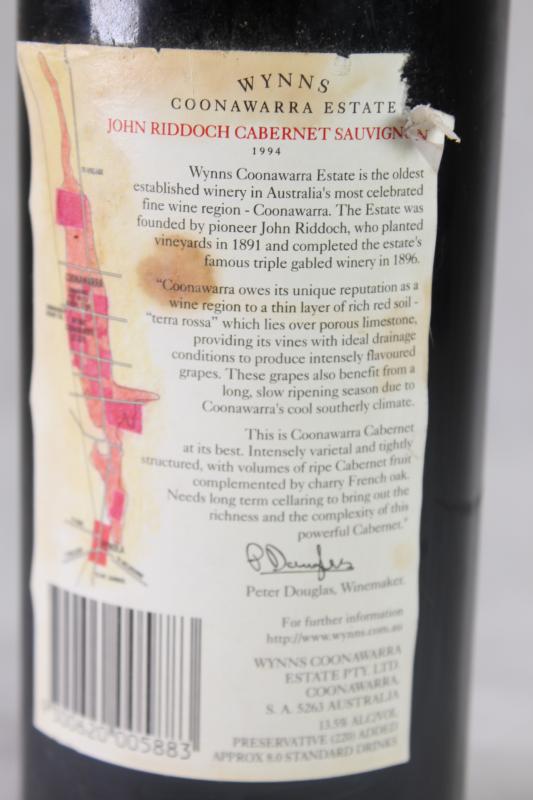 WYNNS
COONAWARRA ESTATE
JOHN RIDDOCH CABERNET SAUVIGNON
1994
Wynns Coonawarra Estate is the oldest
established winery in Australia's most celebrated
fine wine region - Coonawarra. The Estate was
founded by pioneer John Riddoch, who planted
vineyards in 1891 and completed the estate's
famous triple gabled winery in 1896.
"Coonawarra owes its unique reputation as a
wine region to a thin layer of rich red soil -
"terra rossa" which lies over porous limestone,
providing its vines with ideal drainage
conditions to produce intensely flavoured
grapes. These grapes also benefit from a
long, slow ripening season due to
Coonawarra's cool southerly climate.
This is Coonawarra Cabernet
at its best. Intensely varietal and tightly
structured, with volumes of ripe Cabernet fruit
complemented by charry French oak.
Needs long term cellaring to bring out the
richness and the complexity of this
powerful Cabernet."
P Douglas
Peter Douglas, Winemaker.
For further information
http://www.wynns.com.au
WYNNS COONAWARRA
ESTATE PTY. LTD.
COONAWARRA,
S. A. 5263 AUSTRALIA
13.5% ALC/VOL
PRESERVATIVE (220) ADDED
APPROX 8.0 STANDARD DRINKS
COONAWARRA
300820 005883